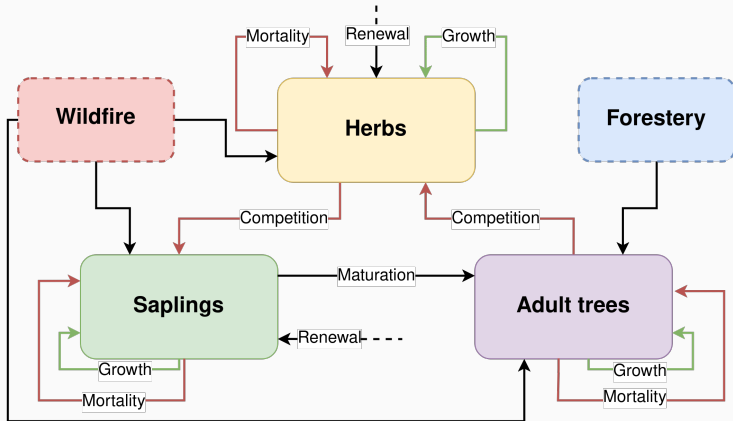 Renewal
Mortality
Growth
Wildfire
Herbs
Forestery
Competition
Competition
Saplings
Maturation
Adult trees
Renewal
Growth
Growth
Mortality
Mortality